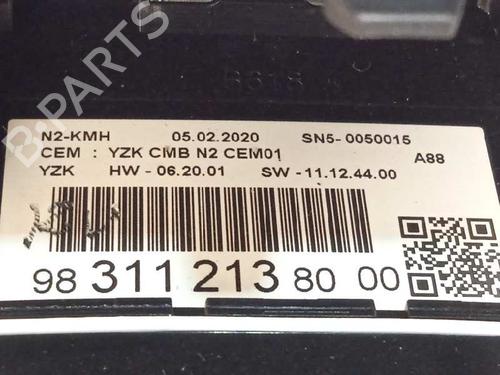 B-PARTS
N2-KMH 05.02.2020 SN5-0050015
CEM : YZK CMB N2 CEM01 A88
YZK HW -06.20.01 SW -11.12.44.00
98 311 213 80 00